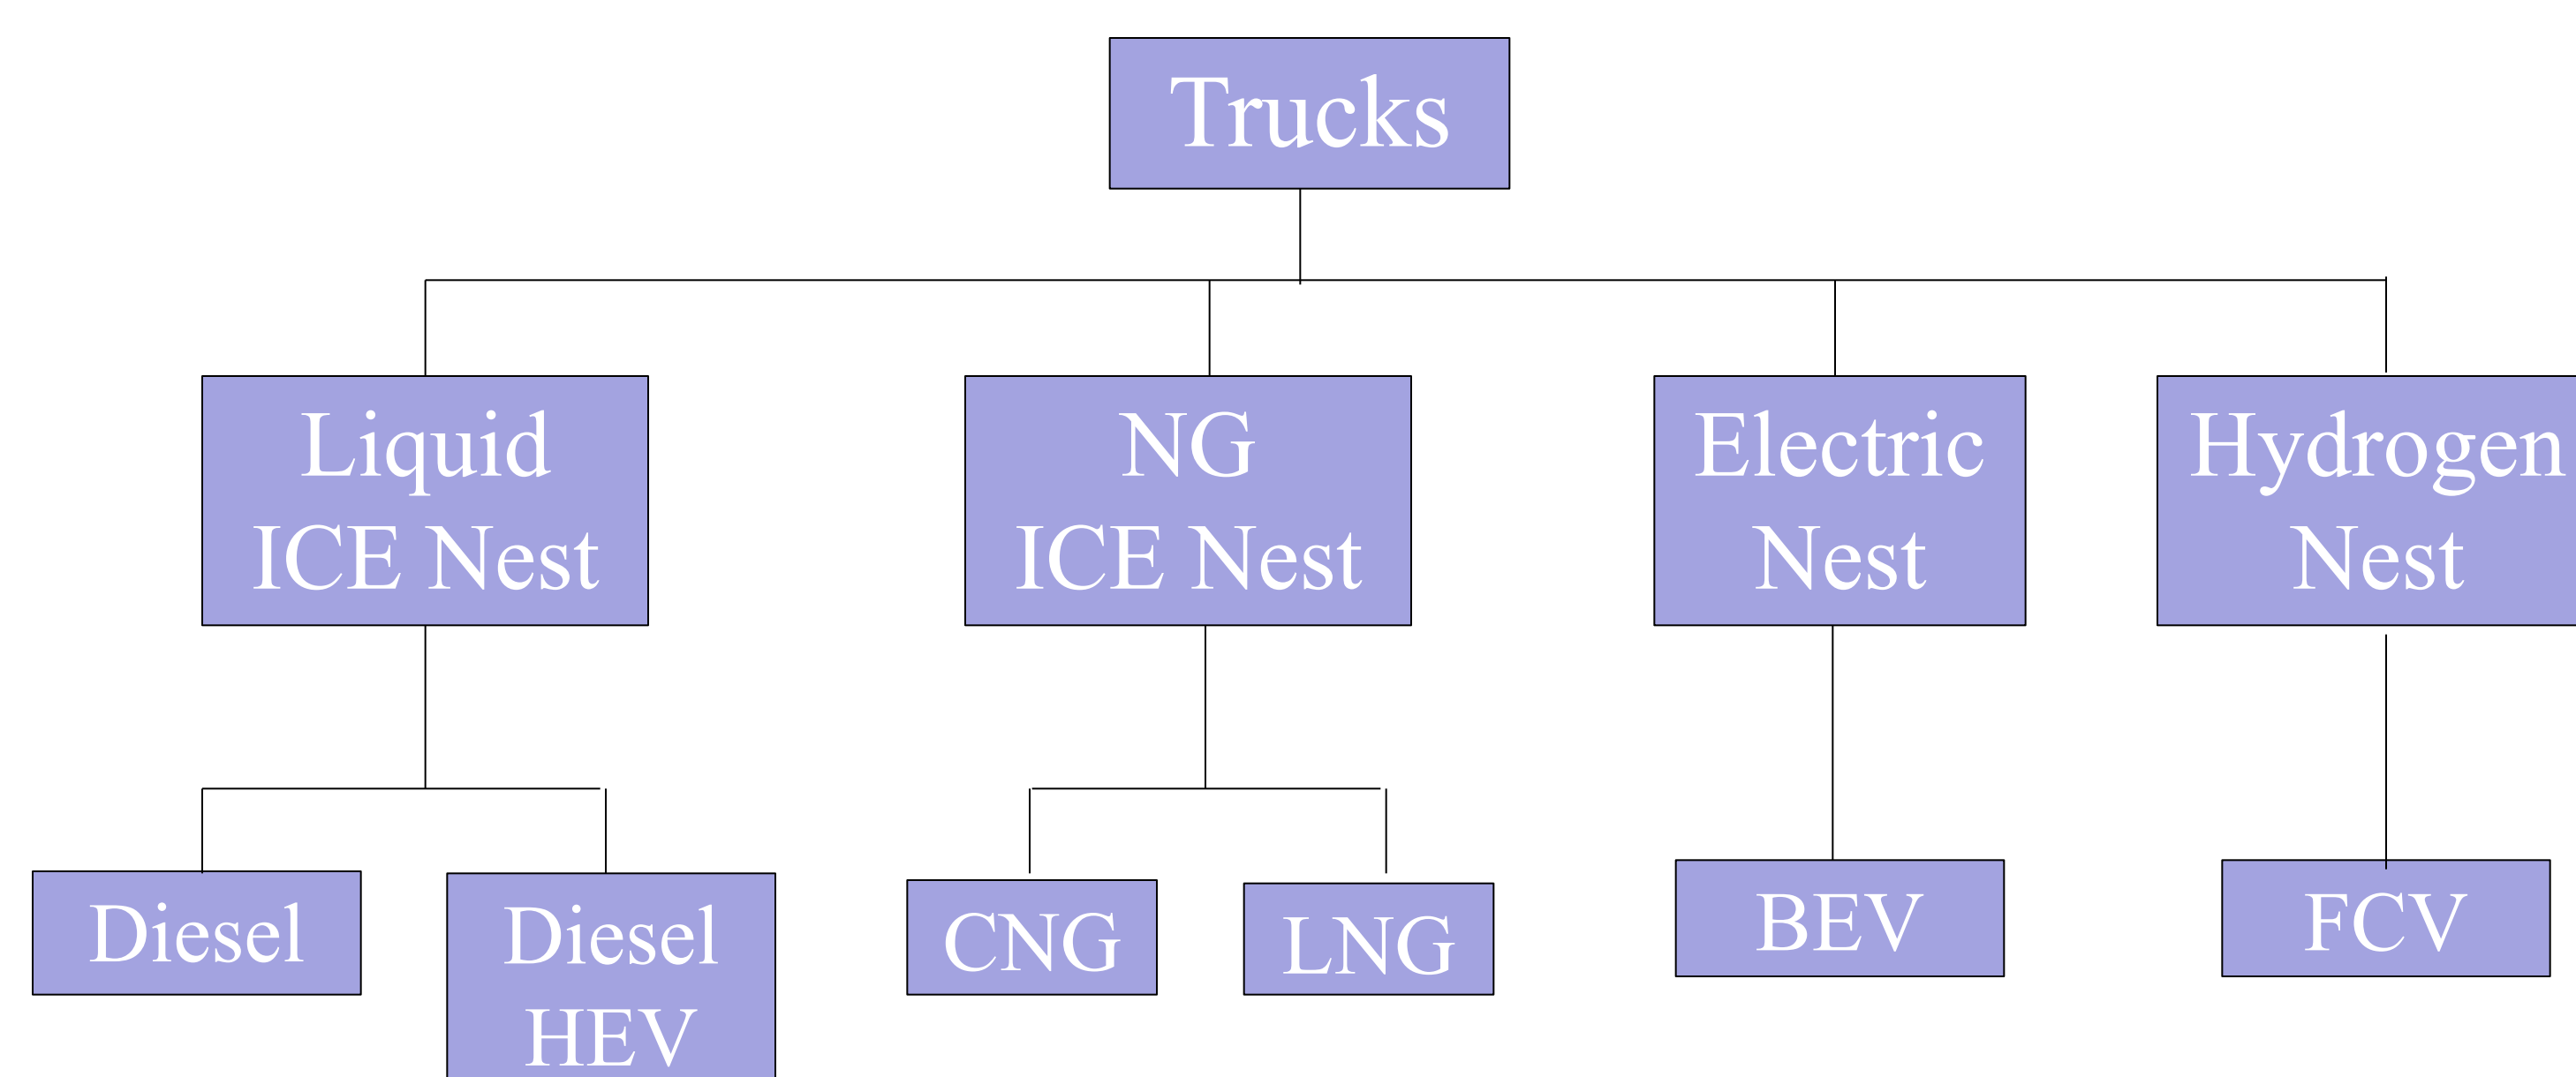 Trucks
Liquid
ICE Nest
NG
ICE Nest
Electric
Nest
Hydrogen
Nest
Diesel
Diesel
HEV
CNG
LNG
BEV
FCV